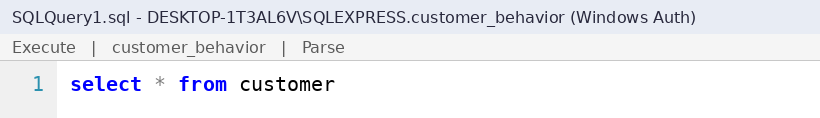 SQLQuery1.sql - DESKTOP-1T3AL6V\SQLEXPRESS.customer_behavior (Windows Auth)
Execute | customer_behavior | Parse
1 select * from customer